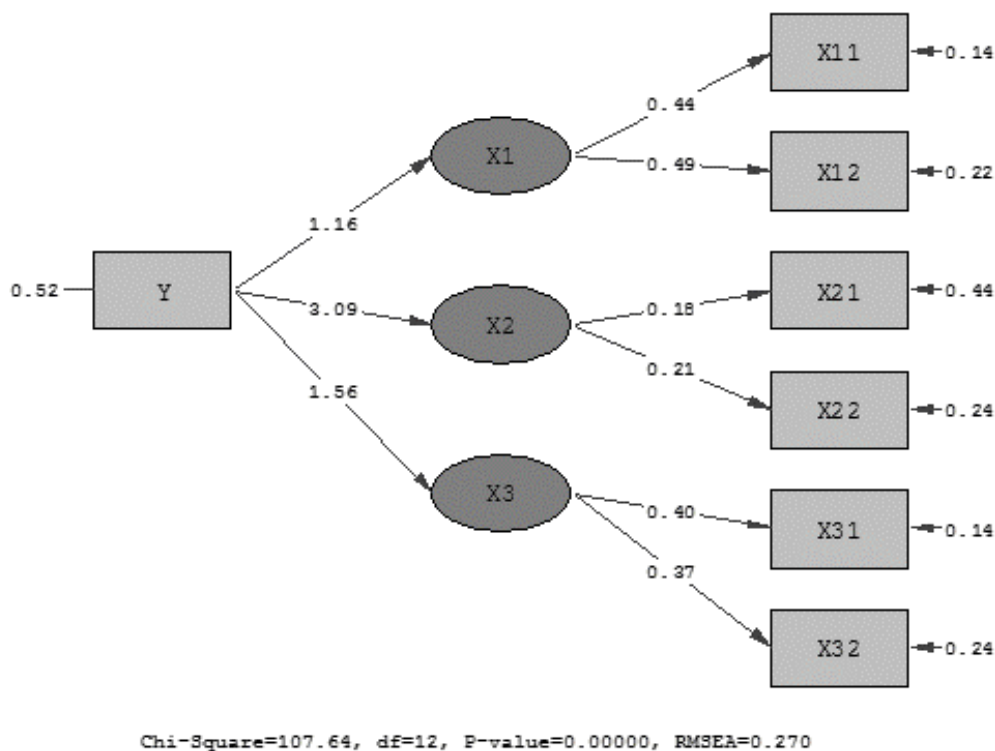 X11
0.14
0.44
X1
0.49
X12
0.22
1.16
0.52
Y
3.09
X2
0.18
X21
0.44
0.21
1.56
X22
0.24
X3
0.40
X31
0.14
0.37
X32
0.24
Chi-Square=107.64, df=12, P-value=0.00000, RMSEA=0.270